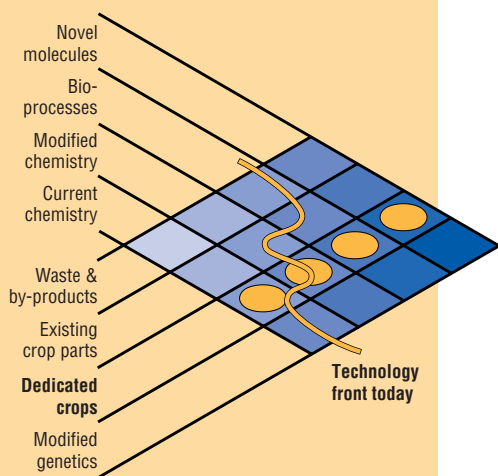 Novel
molecules
Bio-
processes
Modified
chemistry
Current
chemistry
Waste &
by-products
Existing
crop parts
Dedicated
crops
Modified
genetics
Technology
front today